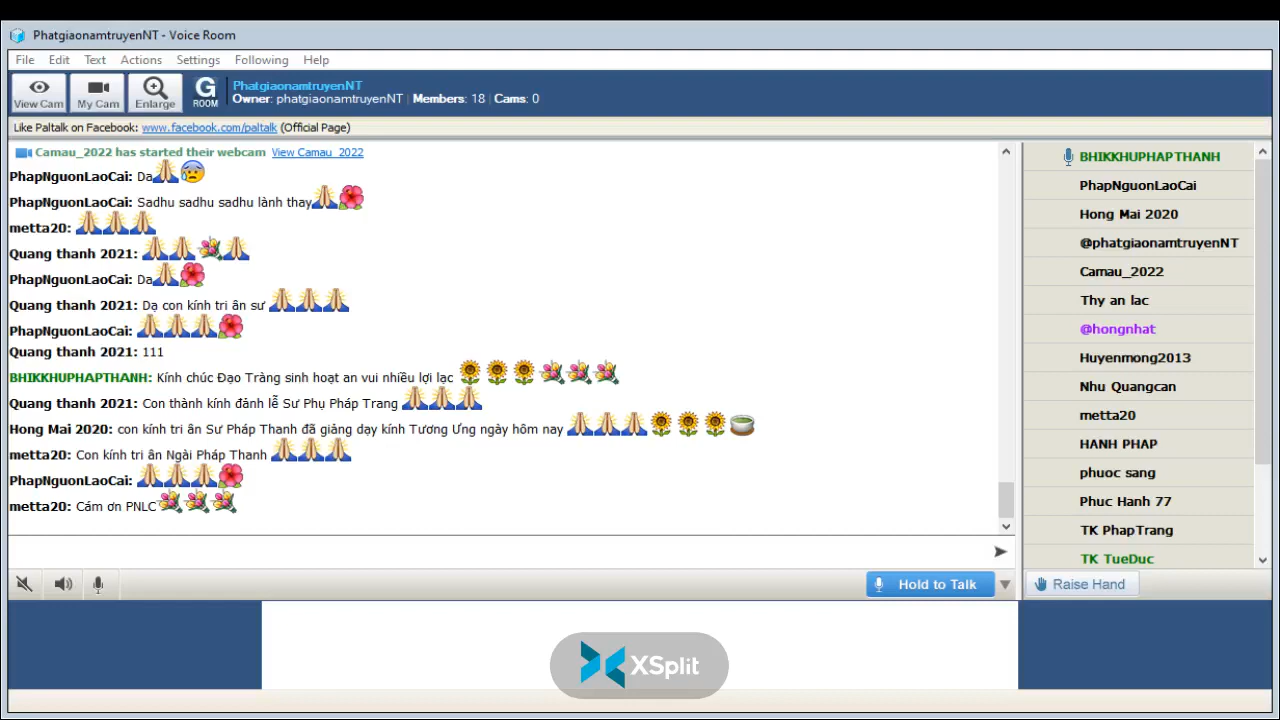 PhatgiaonamtruyenNT - Voice Room
File Edit Text Actions Settings Following Help
View Cam My Cam Enlarge G ROOM
PhatgiaonamtruyenNT
Owner: phatgiaonamtruyenNT | Members: 18 | Cams: 0
Like Paltalk on Facebook: www.facebook.com/paltalk (Official Page)
Camau_2022 has started their webcam View Camau_2022
PhapNguonLaoCai: Da
PhapNguonLaoCai: Sadhu sadhu sadhu lành thay
metta20:
Quang thanh 2021:
PhapNguonLaoCai: Da
Quang thanh 2021: Dạ con kính tri ân sư
PhapNguonLaoCai:
Quang thanh 2021: 111
BHIKKHUPHAPTHANH: Kính chúc Đạo Tràng sinh hoạt an vui nhiều lợi lạc
Quang thanh 2021: Con thành kính đảnh lễ Sư Phụ Pháp Trang
Hong Mai 2020: con kính tri ân Sư Pháp Thanh đã giảng dạy kính Tương Ưng ngày hôm nay
metta20: Con kính tri ân Ngài Pháp Thanh
PhapNguonLaoCai:
metta20: Cám ơn PNLC
BHIKKHUPHAPTHANH
PhapNguonLaoCai
Hong Mai 2020
@phatgiaonamtruyenNT
Camau_2022
Thy an lac
@hongnhat
Huyenmong2013
Nhu Quangcan
metta20
HANH PHAP
phuoc sang
Phuc Hanh 77
TK PhapTrang
TK TueDuc
Hold to Talk
Raise Hand
XSplit